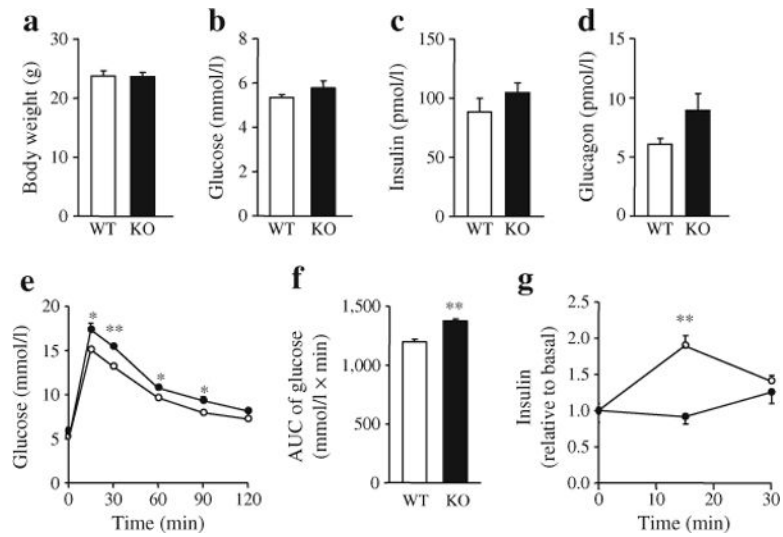 a
Body weight (g)
30
20
10
0
WT KO
b
Glucose (mmol/l)
8
6
4
2
0
WT KO
c
Insulin (pmol/l)
150
100
50
0
WT KO
d
Glucagon (pmol/l)
15
10
5
0
WT KO
e
Glucose (mmol/l)
20
15
10
5
0
* ** * *
0 30 60 90 120
Time (min)
f
AUC of glucose
(mmol/l × min)
1,500
1,000
500
0
**
WT KO
g
Insulin
(relative to basal)
2.5
2.0
1.5
1.0
0.5
0
**
0 10 20 30
Time (min)